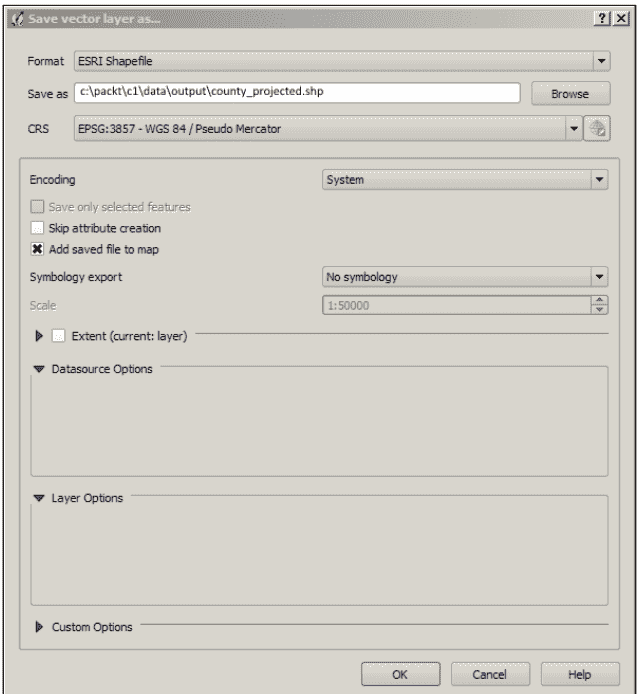 Save vector layer as...
Format ESRI Shapefile
Save as c:\packt\c1\data\output\county_projected.shp Browse
CRS EPSG:3857 - WGS 84 / Pseudo Mercator
Encoding System
Save only selected features
Skip attribute creation
Add saved file to map
Symbology export No symbology
Scale 1:50000
Extent (current: layer)
Datasource Options
Layer Options
Custom Options
OK Cancel Help